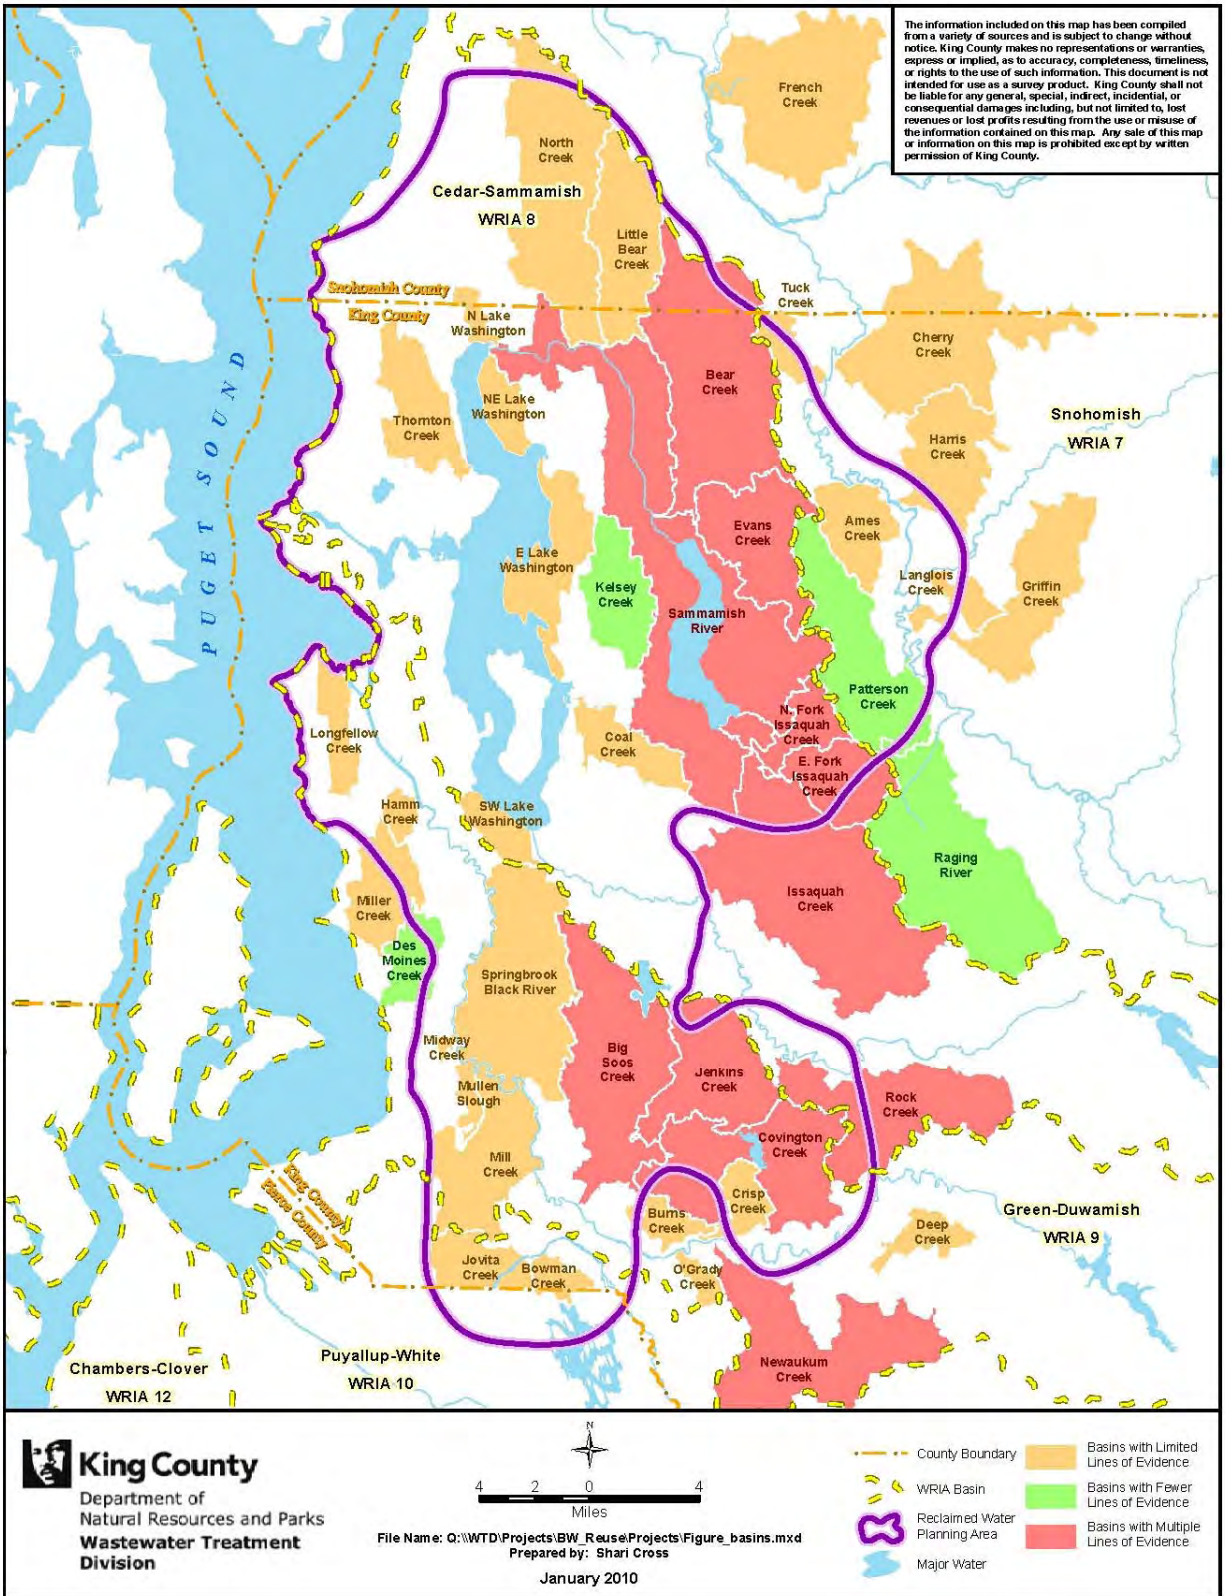 The information included on this map has been compiled
from a variety of sources and is subject to change without
notice. King County makes no representations or warranties,
express or implied, as to accuracy, completeness, timeliness,
or rights to the use of such information. This document is not
intended for use as a survey product. King County shall not
be liable for any general, special, indirect, incidental, or
consequential damages including, but not limited to, lost
revenues or lost profits resulting from the use or misuse of
the information contained on this map. Any sale of this map
or information on this map is prohibited except by written
permission of King County.
French
Creek
North
Creek
Cedar-Sammamish
WRIA 8
Little
Bear
Creek
Tuck
Creek
Snohomish County
King County
N Lake
Washington
Cherry
Creek
Bear
Creek
PUGET SOUND
NE Lake
Washington
Thornton
Creek
Snohomish
WRIA 7
Harris
Creek
Evans
Creek
Ames
Creek
E Lake
Washington
Kelsey
Creek
Langlois
Creek
Griffin
Creek
Sammamish
River
Patterson
Creek
N. Fork
Issaquah
Creek
Longfellow
Creek
Coal
Creek
E. Fork
Issaquah
Creek
Hamm
Creek
SW Lake
Washington
Raging
River
Issaquah
Creek
Miller
Creek
Des
Moines
Creek
Springbrook
Black River
Midway
Creek
Big
Soos
Creek
Jenkins
Creek
Mullen
Slough
Rock
Creek
Covington
Creek
Mill
Creek
King County
Pierce County
Crisp
Creek
Burns
Creek
Green-Duwamish
WRIA 9
Deep
Creek
Jovita
Creek
Bowman
Creek
O'Grady
Creek
Chambers-Clover
WRIA 12
Puyallup-White
WRIA 10
Newaukum
Creek
King County
Department of
Natural Resources and Parks
Wastewater Treatment
Division
N
4 2 0 4
Miles
File Name: Q:\\WTD\Projects\BW_Reuse\Projects\Figure_basins.mxd
Prepared by: Shari Cross
January 2010
County Boundary
WRIA Basin
Reclaimed Water
Planning Area
Major Water
Basins with Limited
Lines of Evidence
Basins with Fewer
Lines of Evidence
Basins with Multiple
Lines of Evidence